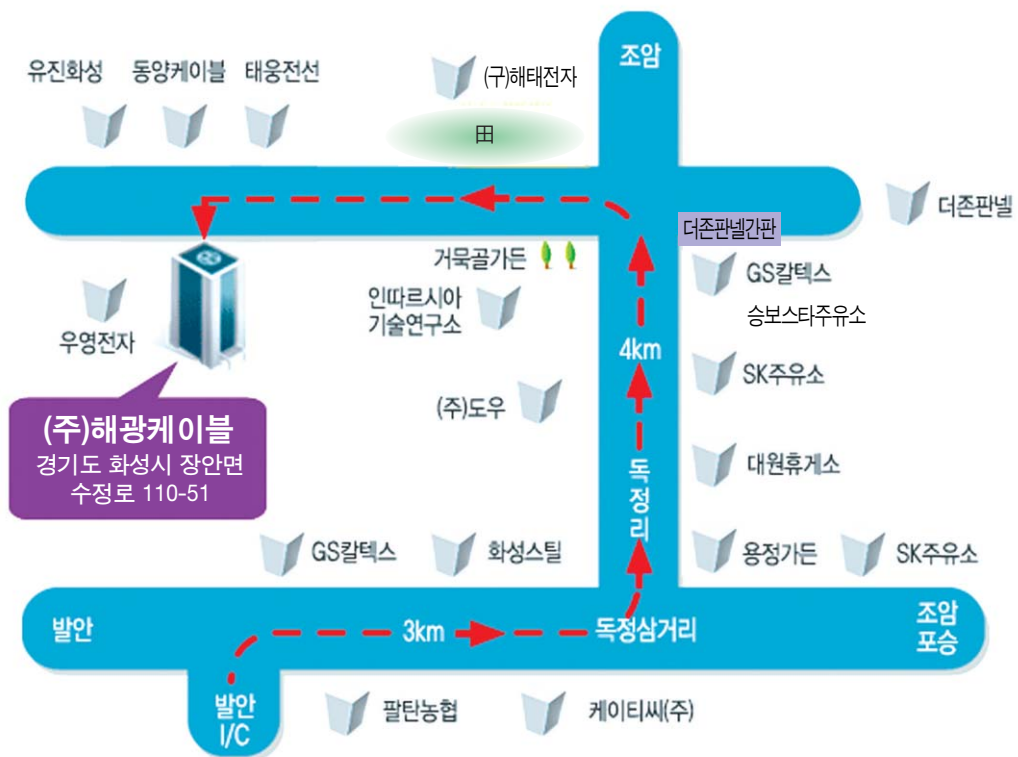 조암
(구)해태전자
유진화성
동양케이블
태웅전선
田
더존판넬
더존판넬간판
거묵골가든
GS칼텍스
승보스타주유소
인따르시아
기술연구소
우영전자
4km
SK주유소
(주)도우
(주)해광케이블
경기도 화성시 장안면
수정로 110-51
독정리
대원휴게소
GS칼텍스
화성스틸
용정가든
SK주유소
발안
3km
독정삼거리
조암
포승
발안
I/C
팔탄농협
케이티씨(주)